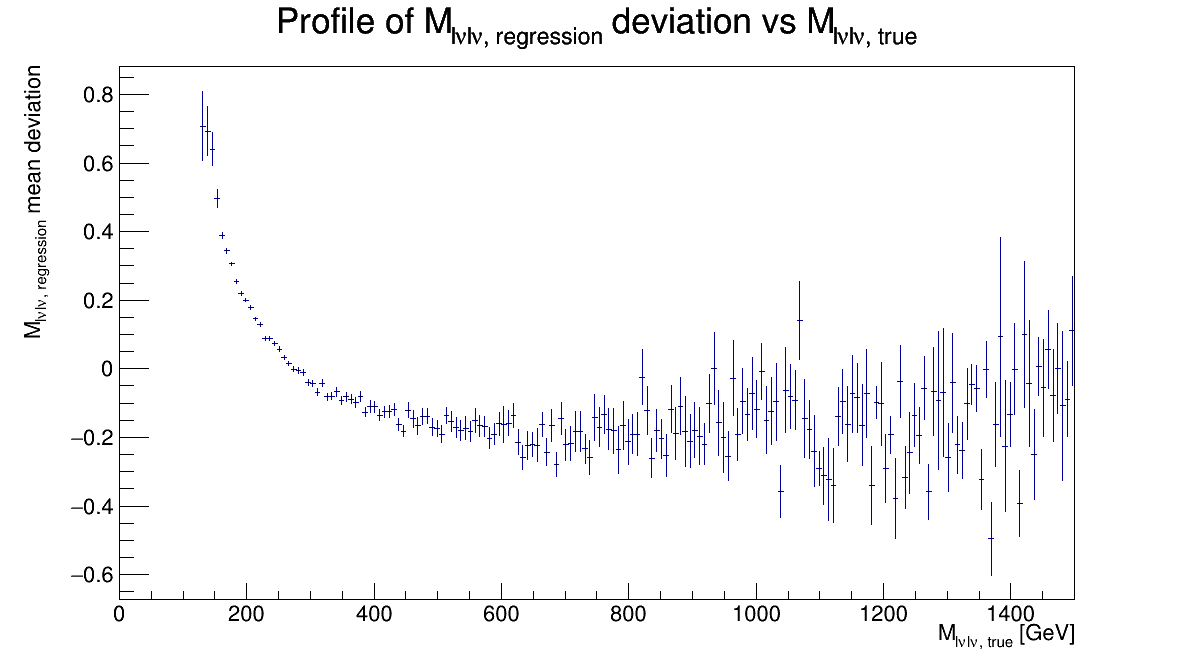 Profile of M_lνlν, regression deviation vs M_lνlν, true
M_lνlν, regression mean deviation
0.8
0.6
0.4
0.2
0
−0.2
−0.4
−0.6
0 200 400 600 800 1000 1200 1400
M_lνlν, true [GeV]